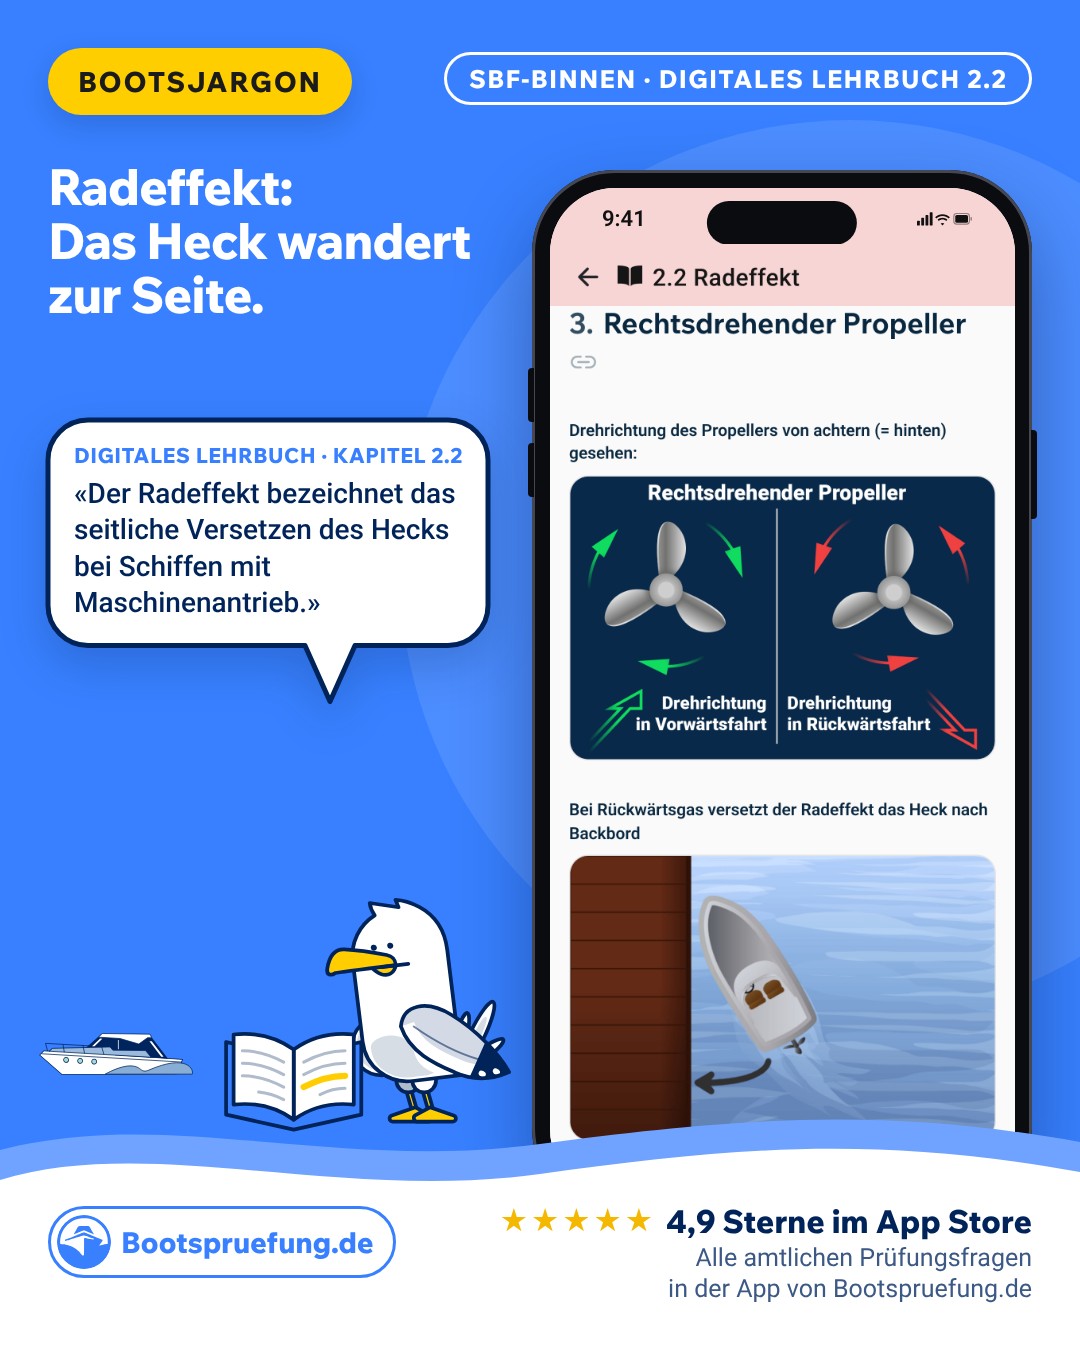 BOOTSJARGON
SBF-BINNEN · DIGITALES LEHRBUCH 2.2
Radeffekt:
Das Heck wandert
zur Seite.
DIGITALES LEHRBUCH · KAPITEL 2.2
«Der Radeffekt bezeichnet das
seitliche Versetzen des Hecks
bei Schiffen mit
Maschinenantrieb.»
9:41
2.2 Radeffekt
3. Rechtsdrehender Propeller
Drehrichtung des Propellers von achtern (= hinten)
gesehen:
Rechtsdrehender Propeller
Drehrichtung
in Vorwärtsfahrt
Drehrichtung
in Rückwärtsfahrt
Bei Rückwärtsgas versetzt der Radeffekt das Heck nach
Backbord
Bootspruefung.de
★★★★★ 4,9 Sterne im App Store
Alle amtlichen Prüfungsfragen
in der App von Bootspruefung.de